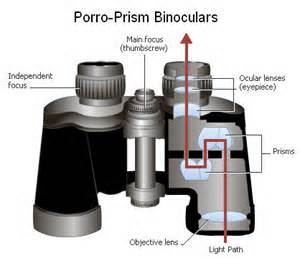 Porro-Prism Binoculars
Main focus
(thumbscrew)
Independent
focus
Ocular lenses
(eyepiece)
Prisms
Objective lens
Light Path